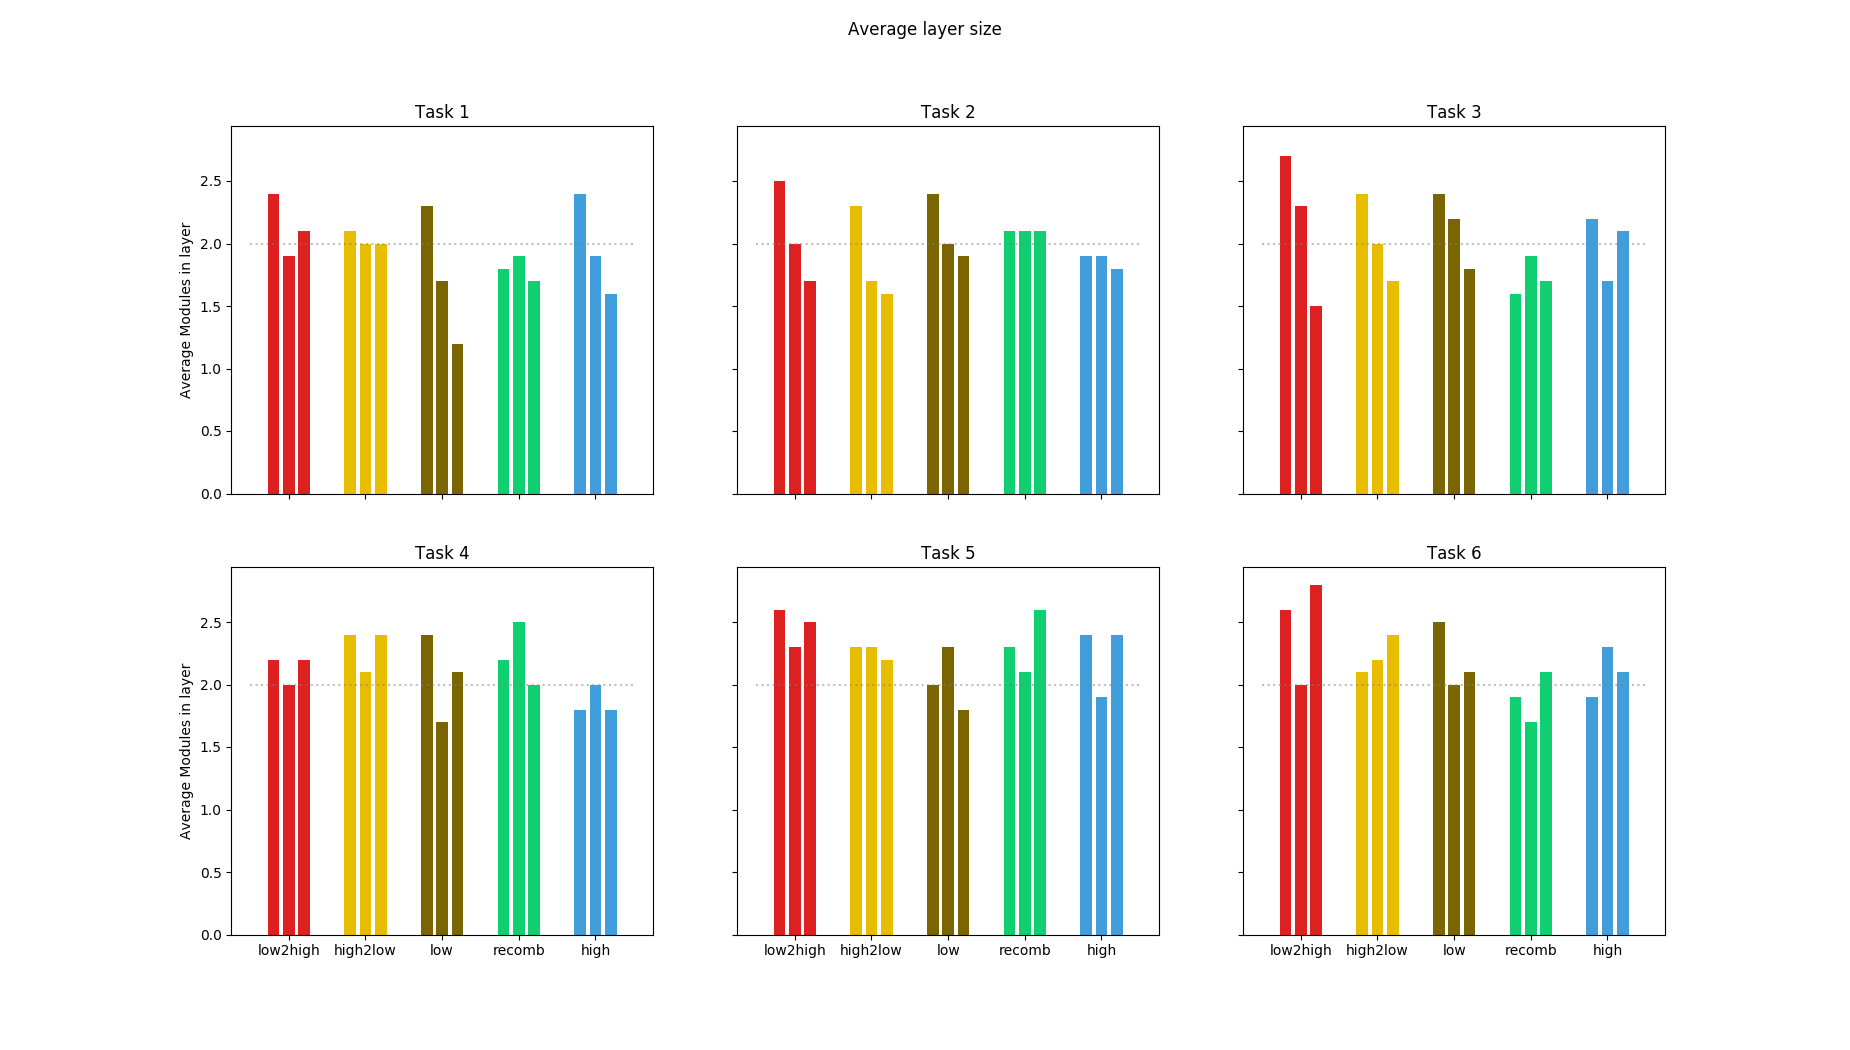 Average layer size
Task 1
Task 2
Task 3
Average Modules in layer
2.5
2.0
1.5
1.0
0.5
0.0
Task 4
Task 5
Task 6
Average Modules in layer
2.5
2.0
1.5
1.0
0.5
0.0
low2high high2low low recomb high
low2high high2low low recomb high
low2high high2low low recomb high